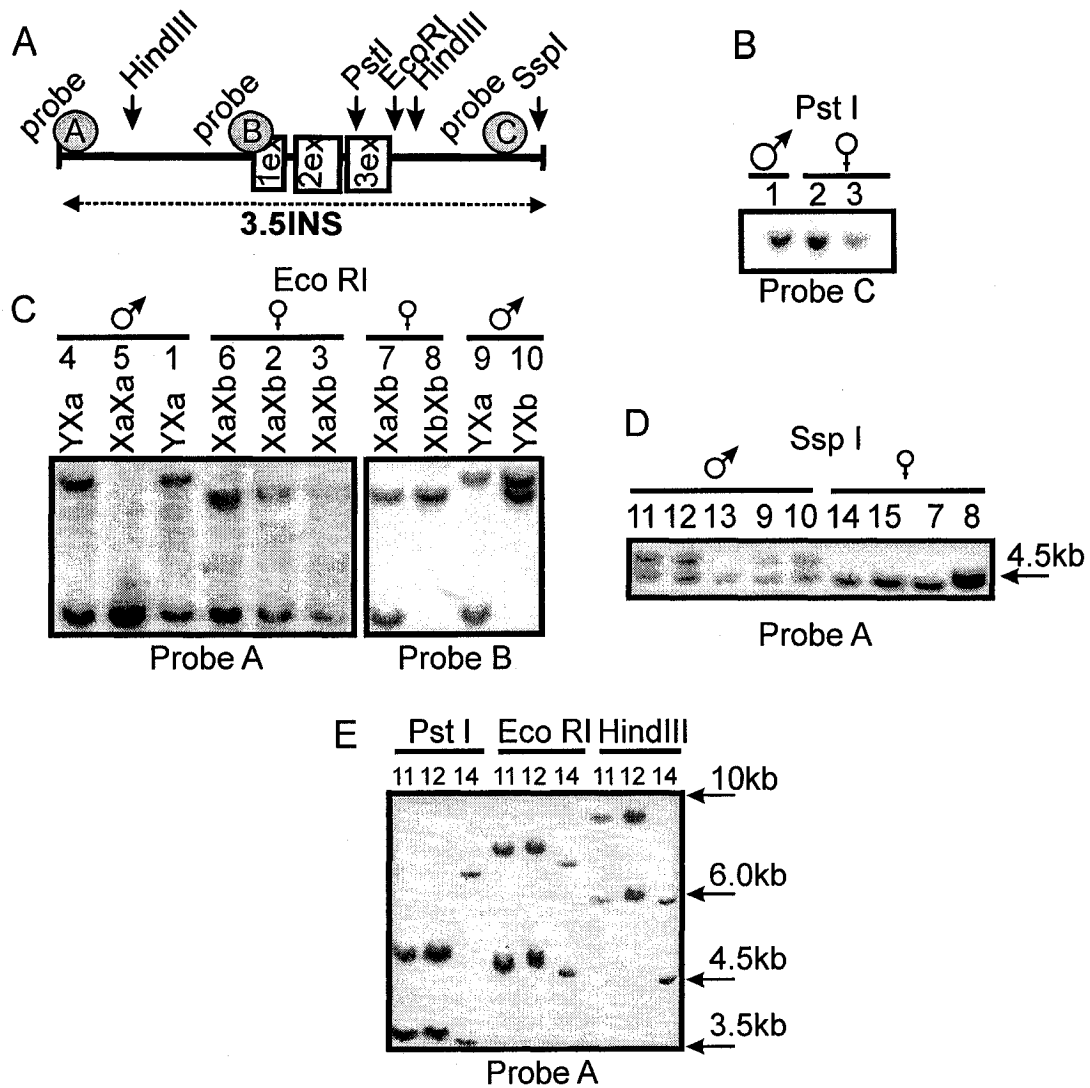 A
probe
HindIII
probe
PstI
EcoRI
HindIII
probe
SspI
A
B
C
1ex
2ex
3ex
3.5INS
B
Pst I
♂ ♀
1 2 3
Probe C
C
Eco RI
♂ ♀ ♀ ♂
4 5 1 6 2 3 7 8 9 10
YXa XaXa YXa XaXb XaXb XaXb XaXb XbXb YXa YXb
Probe A Probe B
D
Ssp I
♂ ♀
11 12 13 9 10 14 15 7 8
4.5kb
Probe A
E
Pst I Eco RI HindIII
11 12 14 11 12 14 11 12 14
10kb
6.0kb
4.5kb
3.5kb
Probe A